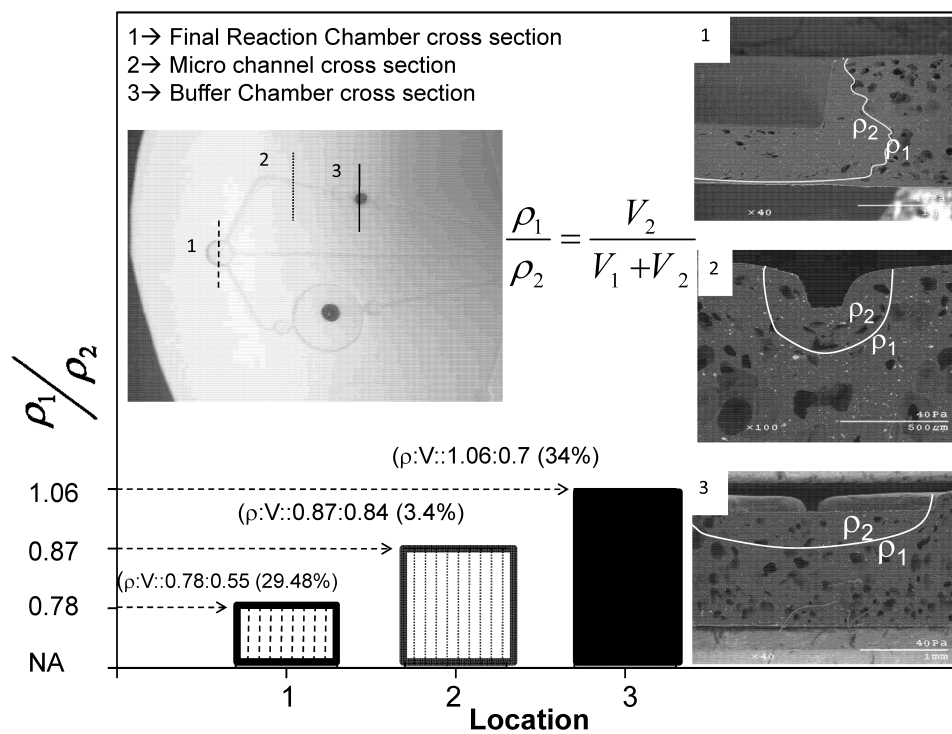 1→ Final Reaction Chamber cross section
2→ Micro channel cross section
3→ Buffer Chamber cross section
1
2
3
ρ1/ρ2 = V2/(V1+V2)
1
ρ2
ρ1
×40
2
ρ2
ρ1
40Pa
×100
500μm
3
ρ2
ρ1
40Pa
×40
1mm
ρ1/ρ2
(ρ:V::1.06:0.7 (34%)
1.06
(ρ:V::0.87:0.84 (3.4%)
0.87
(ρ:V::0.78:0.55 (29.48%)
0.78
NA
1
2
3
Location